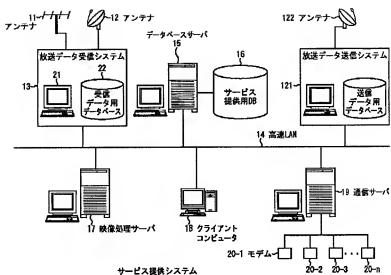 11
アンテナ
12 アンテナ
放送データ受信システム
21
22
受信
データ用
データベース
13
データベースサーバ
15
16
サービス
提供用DB
122 アンテナ
放送データ送信システム
送信
データ用
データベース
121
14 高速LAN
17 映像処理サーバ
18 クライアント
コンピュータ
19 通信サーバ
20-1 モデム
20-2
20-3
20-n
サービス提供システム